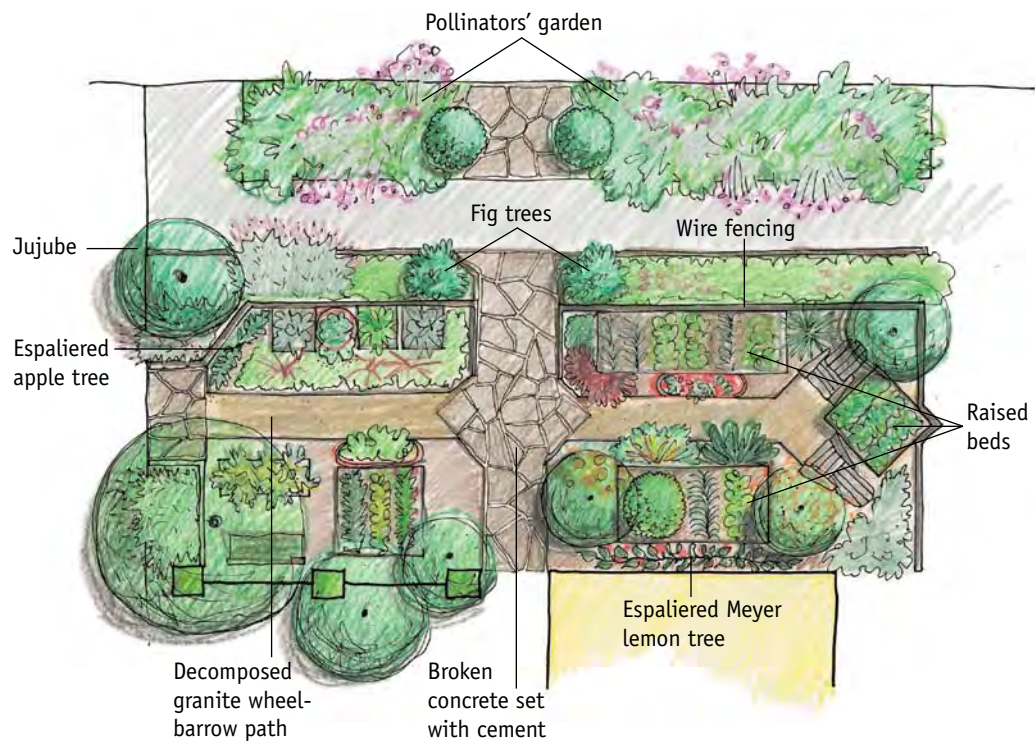 Pollinators’ garden
Fig trees
Wire fencing
Jujube
Espaliered
apple tree
Raised
beds
Espaliered Meyer
lemon tree
Decomposed
granite wheel-
barrow path
Broken
concrete set
with cement